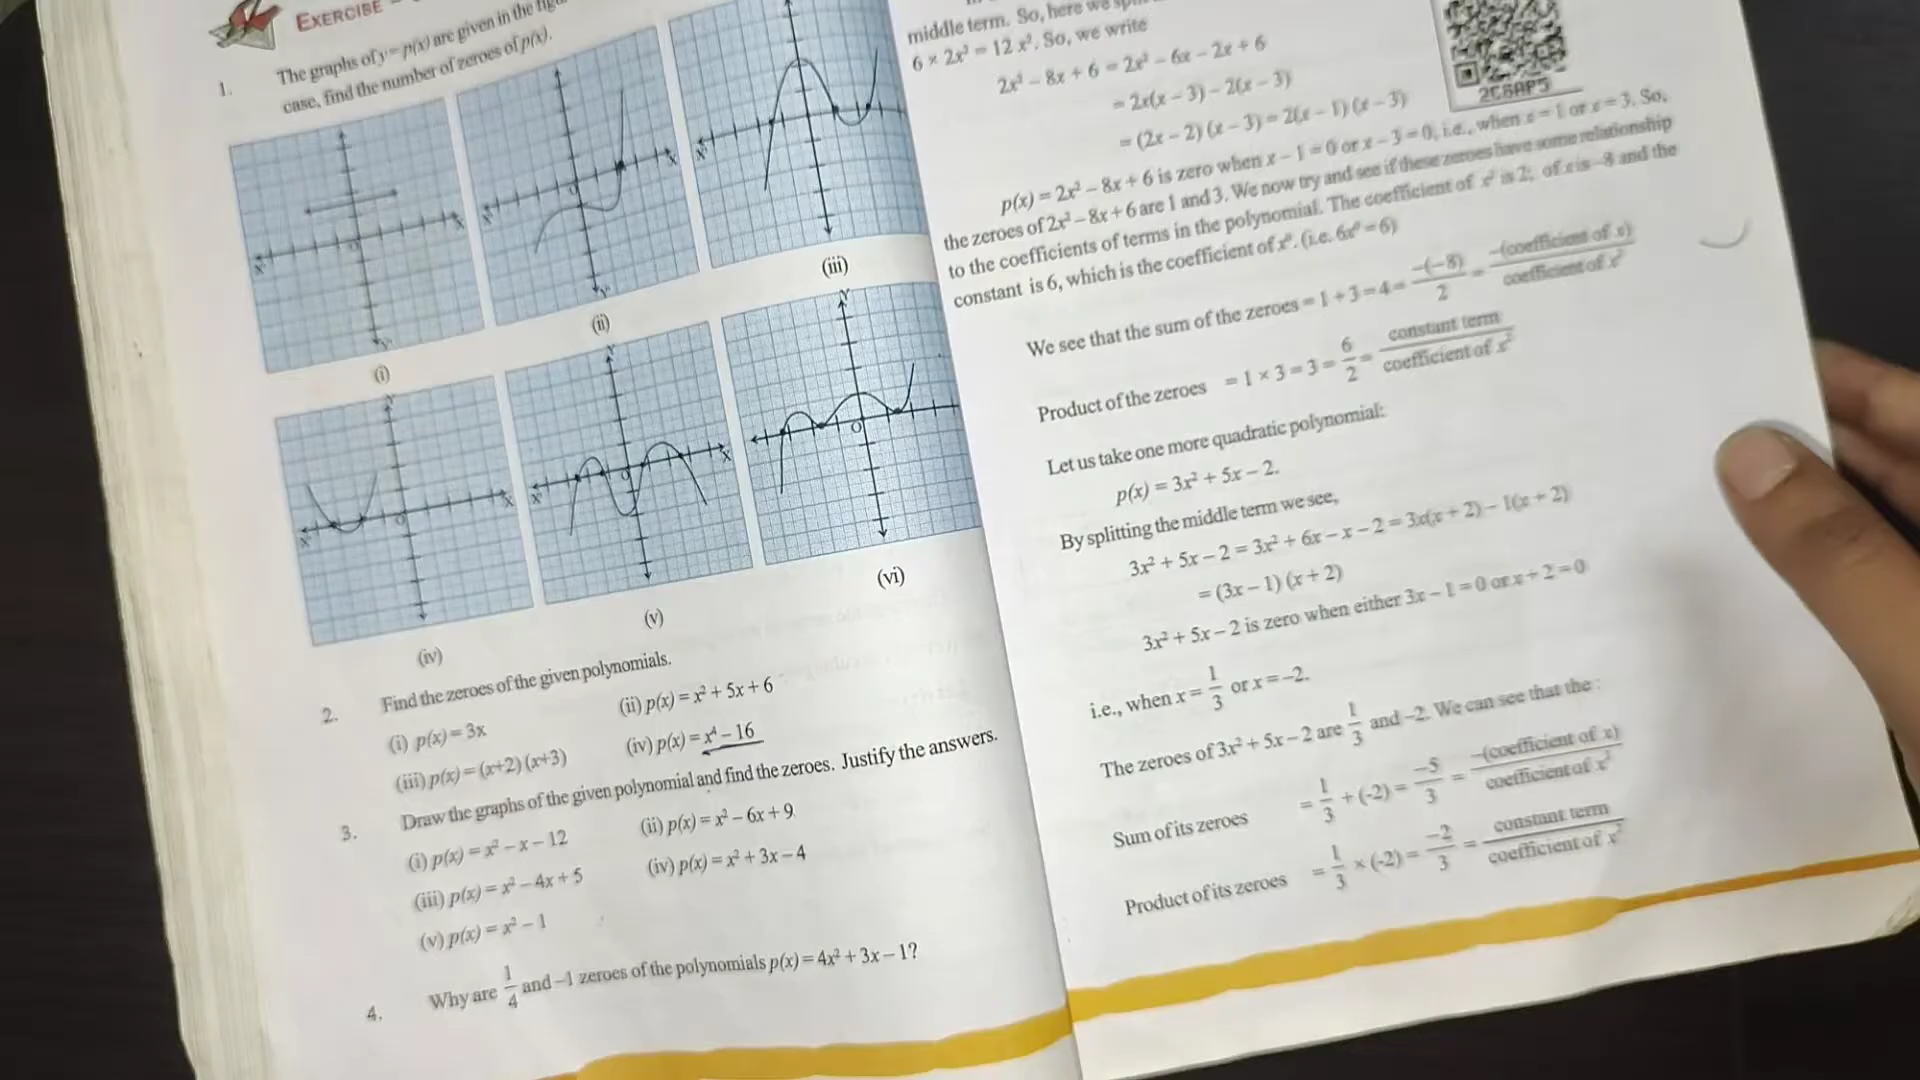 EXERCISE
1. The graphs of y = p(x) are given in the
case, find the number of zeroes of p(x).
X X' O Y'
(i)
X X' O Y'
(ii)
X'
(iii)
Y X X' O
(iv)
Y X X' O
(v)
Y O
(vi)
2. Find the zeroes of the given polynomials.
(i) p(x) = 3x (ii) p(x) = x² + 5x + 6
(iii) p(x) = (x+2) (x+3) (iv) p(x) = x⁴ – 16
3. Draw the graphs of the given polynomial and find the zeroes. Justify the answers.
(i) p(x) = x² – x – 12 (ii) p(x) = x² – 6x + 9
(iii) p(x) = x² – 4x + 5 (iv) p(x) = x² + 3x – 4
(v) p(x) = x² – 1
4. Why are 1/4 and –1 zeroes of the polynomials p(x) = 4x² + 3x – 1?
middle term. So, here we
6 × 2x² = 12 x². So, we write
2x² – 8x + 6 = 2x² – 6x – 2x + 6
= 2x(x – 3) – 2(x – 3)
= (2x – 2) (x – 3) = 2(x – 1) (x – 3)
2C6AP5
p(x) = 2x² – 8x + 6 is zero when x – 1 = 0 or x – 3 = 0, i.e., when x = 1 or x = 3. So,
the zeroes of 2x² – 8x + 6 are 1 and 3. We now try and see if these zeroes have some relationship
to the coefficients of terms in the polynomial. The coefficient of x² is 2; of x is –8 and the
constant is 6, which is the coefficient of x⁰. (i.e. 6x⁰ = 6)
We see that the sum of the zeroes = 1 + 3 = 4 = –(–8)/2 = –(coefficient of x)/coefficient of x²
Product of the zeroes = 1 × 3 = 3 = 6/2 = constant term/coefficient of x²
Let us take one more quadratic polynomial:
p(x) = 3x² + 5x – 2.
By splitting the middle term we see,
3x² + 5x – 2 = 3x² + 6x – x – 2 = 3x(x + 2) – 1(x + 2)
= (3x – 1) (x + 2)
3x² + 5x – 2 is zero when either 3x – 1 = 0 or x + 2 = 0
i.e., when x = 1/3 or x = –2.
The zeroes of 3x² + 5x – 2 are 1/3 and –2. We can see that the :
Sum of its zeroes = 1/3 + (-2) = –5/3 = –(coefficient of x)/coefficient of x²
Product of its zeroes = 1/3 × (-2) = –2/3 = constant term/coefficient of x²